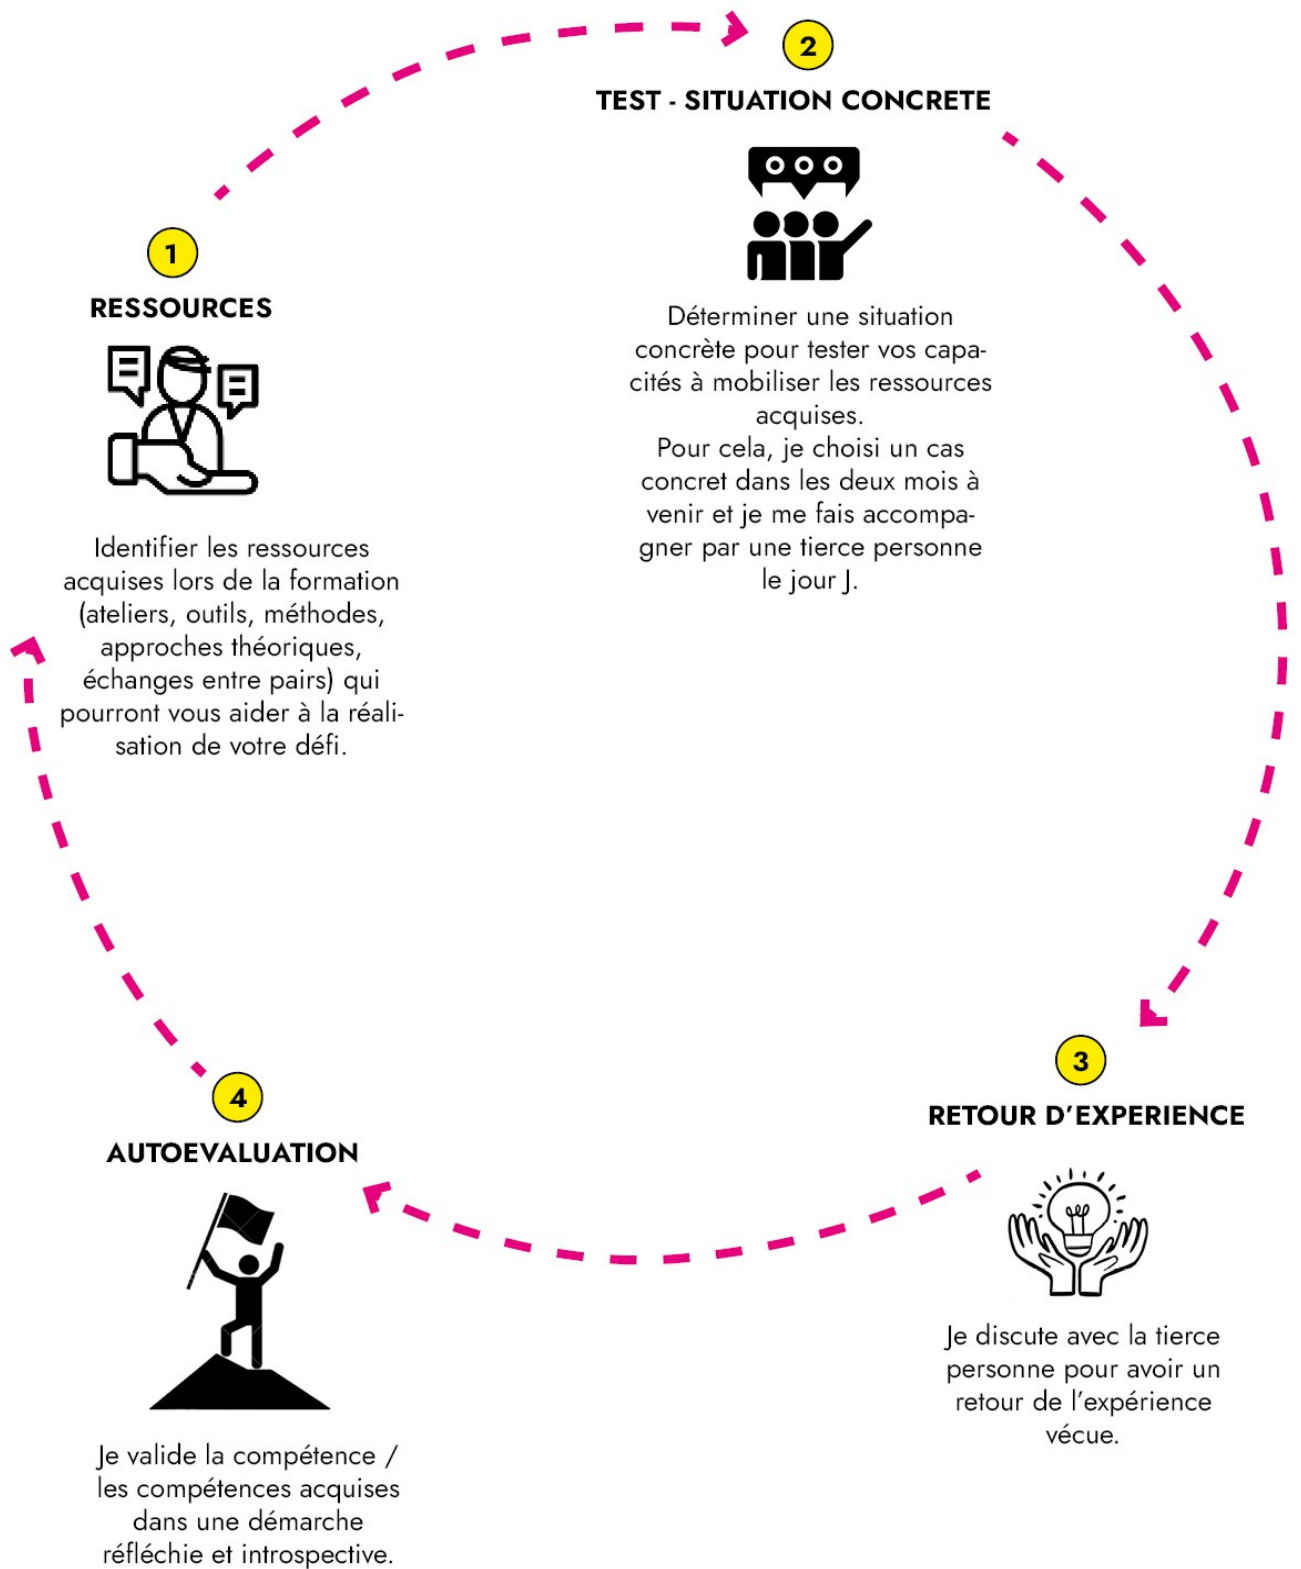 1
RESSOURCES
Identifier les ressources
acquises lors de la formation
(ateliers, outils, méthodes,
approches théoriques,
échanges entre pairs) qui
pourront vous aider à la réali-
sation de votre défi.
2
TEST - SITUATION CONCRETE
Déterminer une situation
concrète pour tester vos capa-
cités à mobiliser les ressources
acquises.
Pour cela, je choisi un cas
concret dans les deux mois à
venir et je me fais accompa-
gner par une tierce personne
le jour J.
3
RETOUR D’EXPERIENCE
Je discute avec la tierce
personne pour avoir un
retour de l’expérience
vécue.
4
AUTOEVALUATION
Je valide la compétence /
les compétences acquises
dans une démarche
réfléchie et introspective.